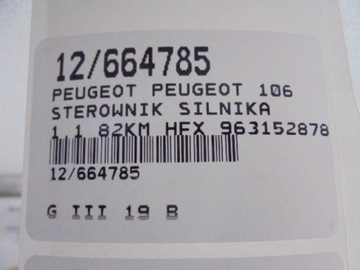 12/664785
PEUGEOT PEUGEOT 106
STEROWNIK SILNIKA
1 1 82KM HFX 963152878
12/664785
G III 19 B